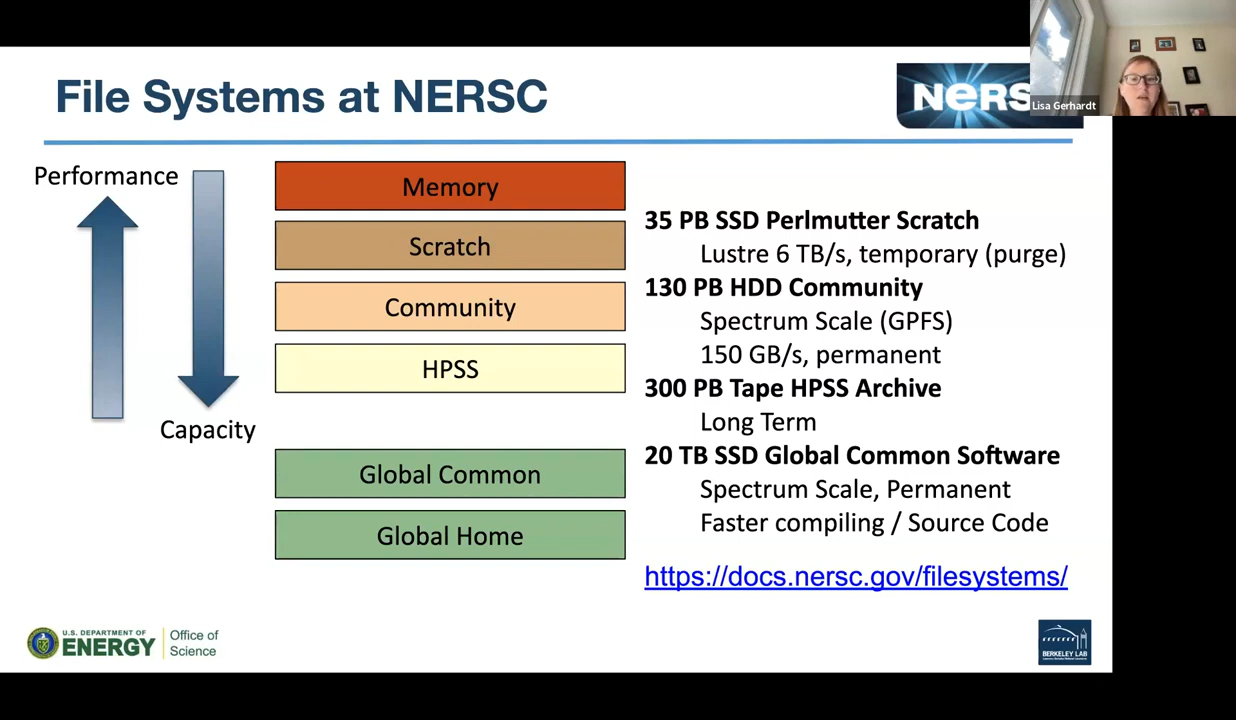 File Systems at NERSC
NERS
Lisa Gerhardt
Performance
Capacity
Memory
Scratch
Community
HPSS
Global Common
Global Home
35 PB SSD Perlmutter Scratch
Lustre 6 TB/s, temporary (purge)
130 PB HDD Community
Spectrum Scale (GPFS)
150 GB/s, permanent
300 PB Tape HPSS Archive
Long Term
20 TB SSD Global Common Software
Spectrum Scale, Permanent
Faster compiling / Source Code
https://docs.nersc.gov/filesystems/
U.S. DEPARTMENT OF
ENERGY
Office of
Science
BERKELEY LAB